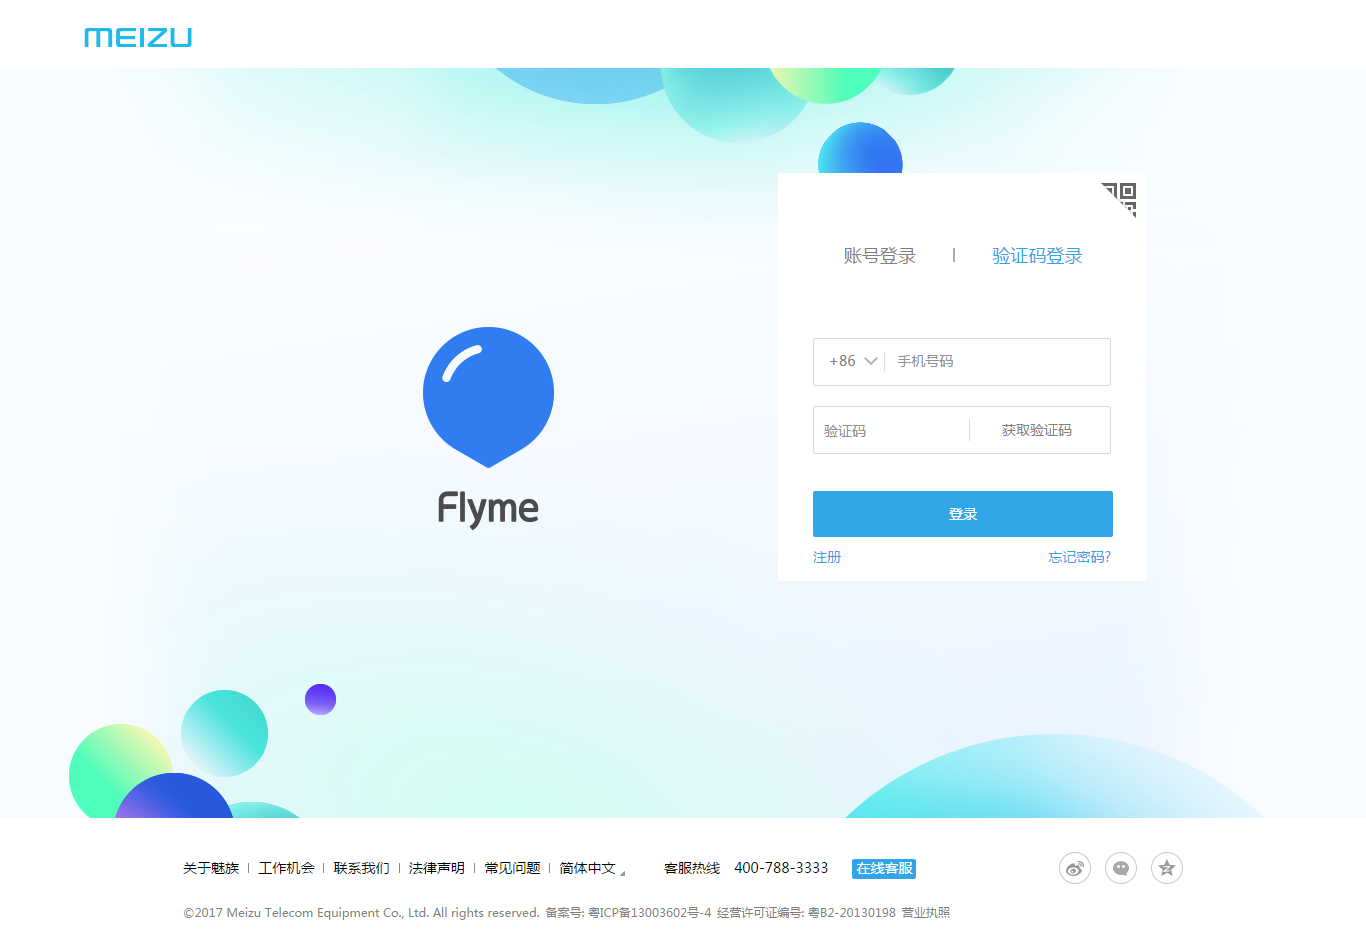 MEIZU
账号登录 | 验证码登录
+86 手机号码
验证码 获取验证码
登录
注册 忘记密码?
Flyme
关于魅族 | 工作机会 | 联系我们 | 法律声明 | 常见问题 | 简体中文 客服热线 400-788-3333 在线客服
©2017 Meizu Telecom Equipment Co., Ltd. All rights reserved. 备案号: 粤ICP备13003602号-4 经营许可证编号: 粤B2-20130198 营业执照